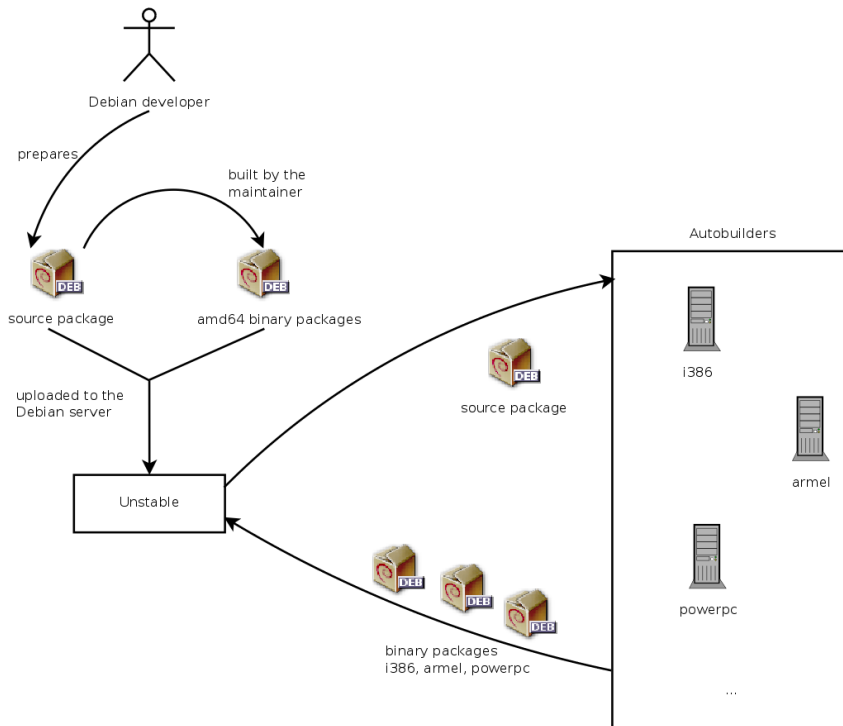 Debian developer
prepares
built by the
maintainer
DEB
DEB
source package
amd64 binary packages
uploaded to the
Debian server
Unstable
Autobuilders
DEB
source package
i386
armel
powerpc
...
DEB
DEB
DEB
binary packages
i386, armel, powerpc